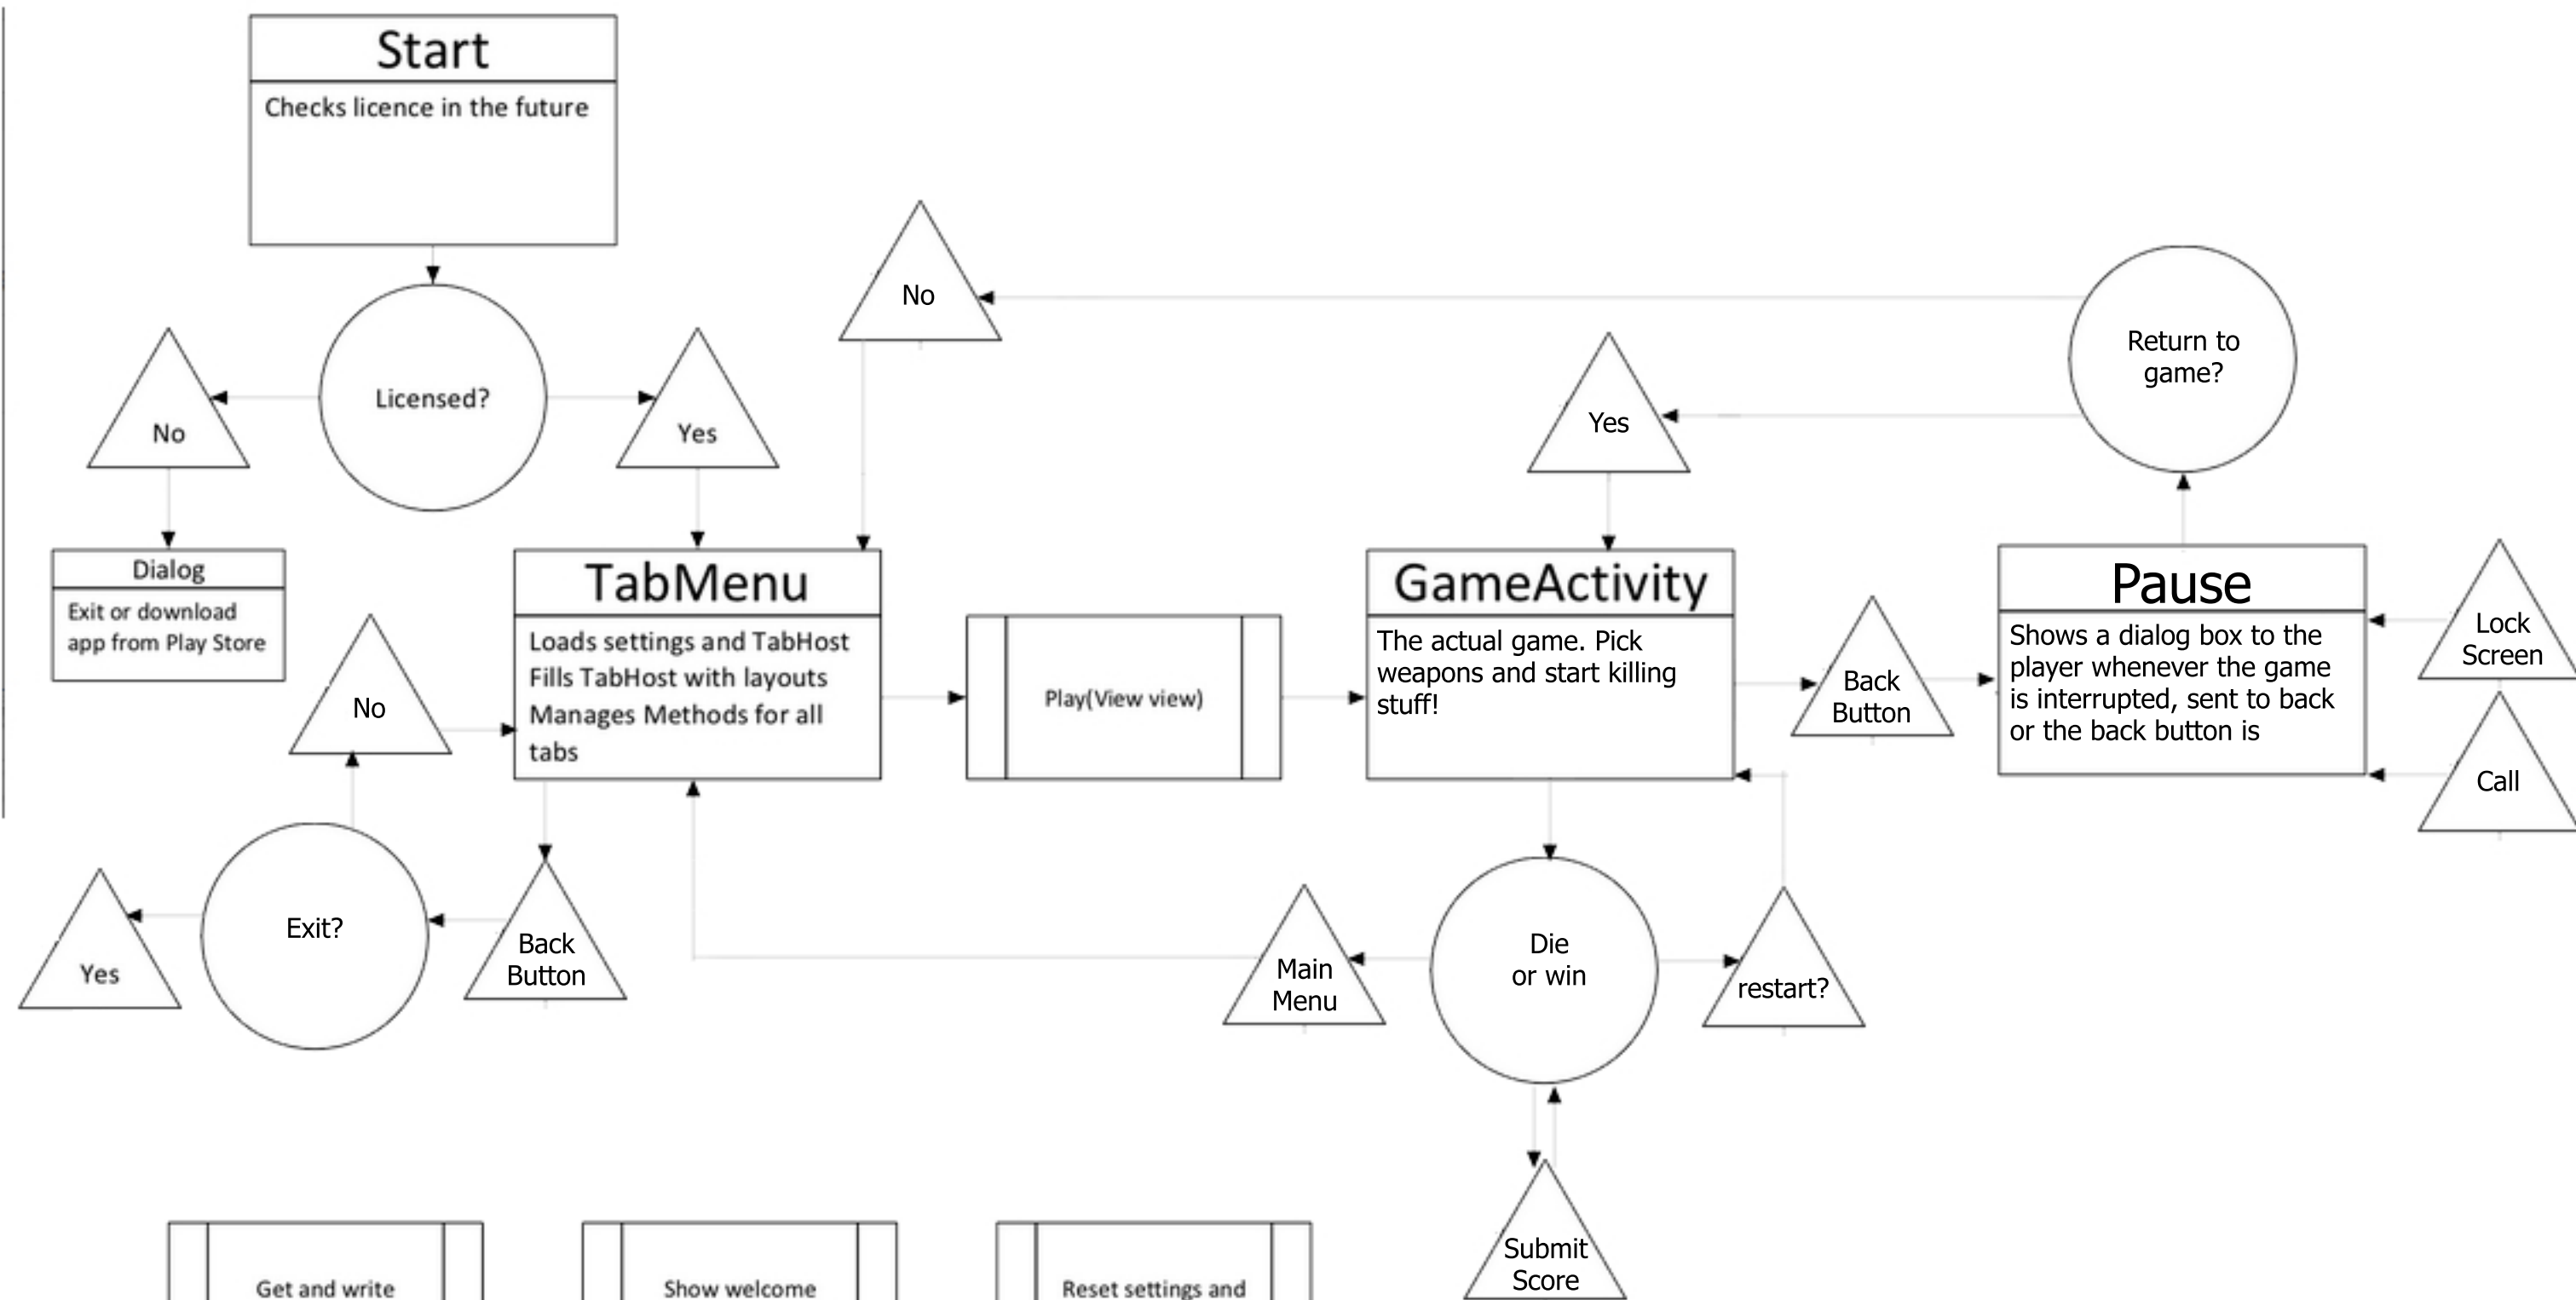 Start
Checks licence in the future
No
Licensed?
Yes
No
Yes
Return to
game?
Dialog
Exit or download
app from Play Store
No
TabMenu
Loads settings and TabHost
Fills TabHost with layouts
Manages Methods for all
tabs
Play(View view)
GameActivity
The actual game. Pick
weapons and start killing
stuff!
Back
Button
Pause
Shows a dialog box to the
player whenever the game
is interrupted, sent to back
or the back button is
Lock
Screen
Call
Yes
Exit?
Back
Button
Main
Menu
Die
or win
restart?
Submit
Score
Get and write
Show welcome
Reset settings and